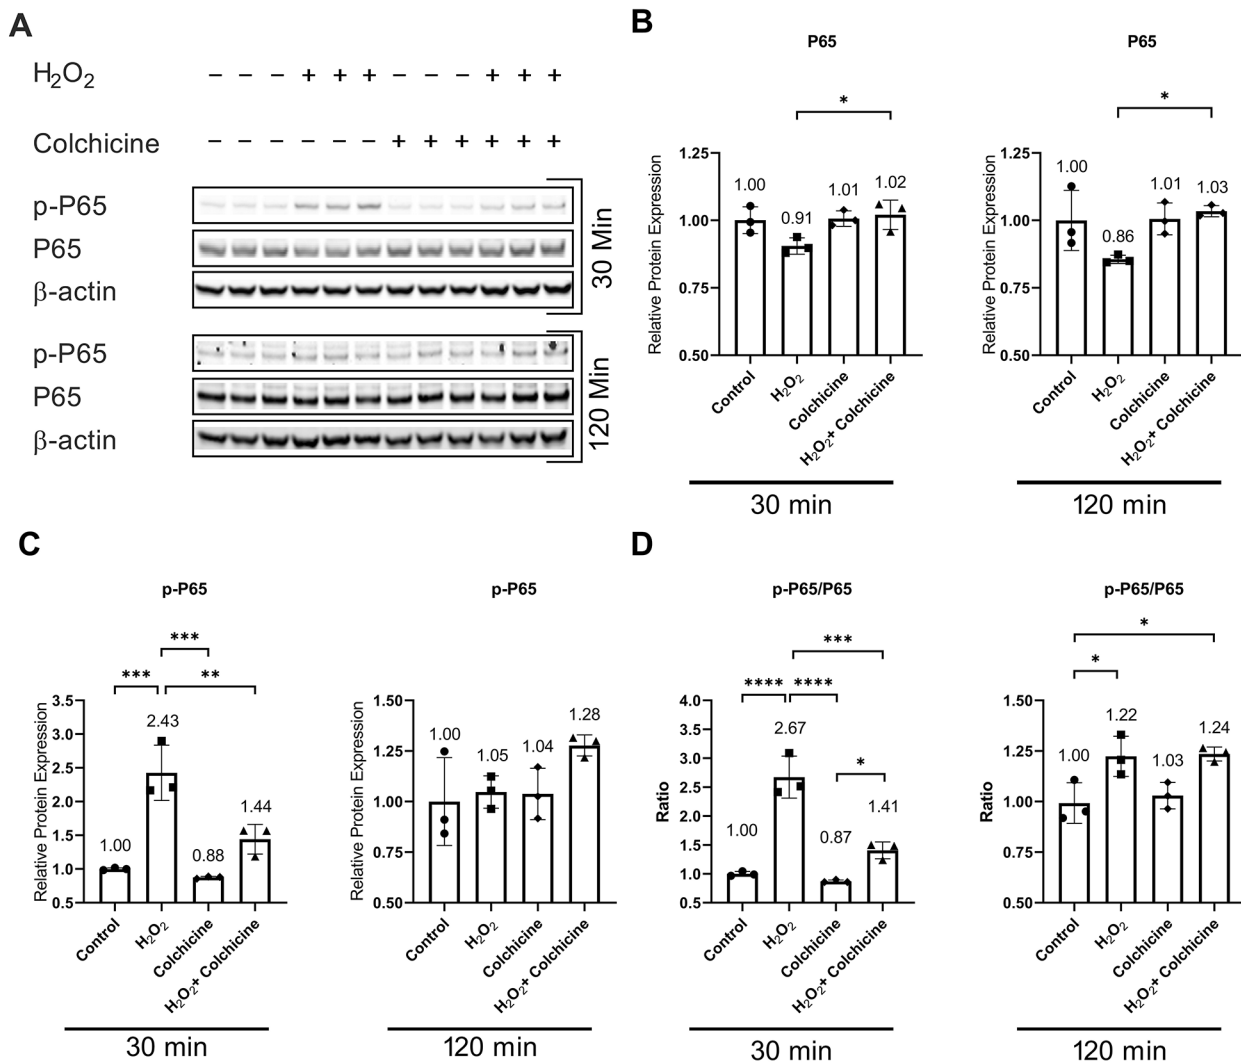 A
H₂O₂ − − − + + + − − − + + +
Colchicine − − − − − − + + + + + +
p-P65
P65
β-actin
30 Min
p-P65
P65
β-actin
120 Min
B
P65
*
Relative Protein Expression
1.25
1.00
0.75
0.50
1.00
0.91
1.01
1.02
Control
H₂O₂
Colchicine
H₂O₂+ Colchicine
30 min
P65
*
Relative Protein Expression
1.25
1.00
0.75
0.50
1.00
0.86
1.01
1.03
Control
H₂O₂
Colchicine
H₂O₂+ Colchicine
120 min
C
p-P65
***
*** **
Relative Protein Expression
3.5
3.0
2.5
2.0
1.5
1.0
0.5
1.00
2.43
0.88
1.44
Control
H₂O₂
Colchicine
H₂O₂+ Colchicine
30 min
p-P65
Relative Protein Expression
1.50
1.25
1.00
0.75
0.50
1.00
1.05
1.04
1.28
Control
H₂O₂
Colchicine
H₂O₂+ Colchicine
120 min
D
p-P65/P65
***
**** ****
*
Ratio
4.0
3.5
3.0
2.5
2.0
1.5
1.0
0.5
1.00
2.67
0.87
1.41
Control
H₂O₂
Colchicine
H₂O₂+ Colchicine
30 min
p-P65/P65
*
*
Ratio
1.50
1.25
1.00
0.75
0.50
1.00
1.22
1.03
1.24
Control
H₂O₂
Colchicine
H₂O₂+ Colchicine
120 min